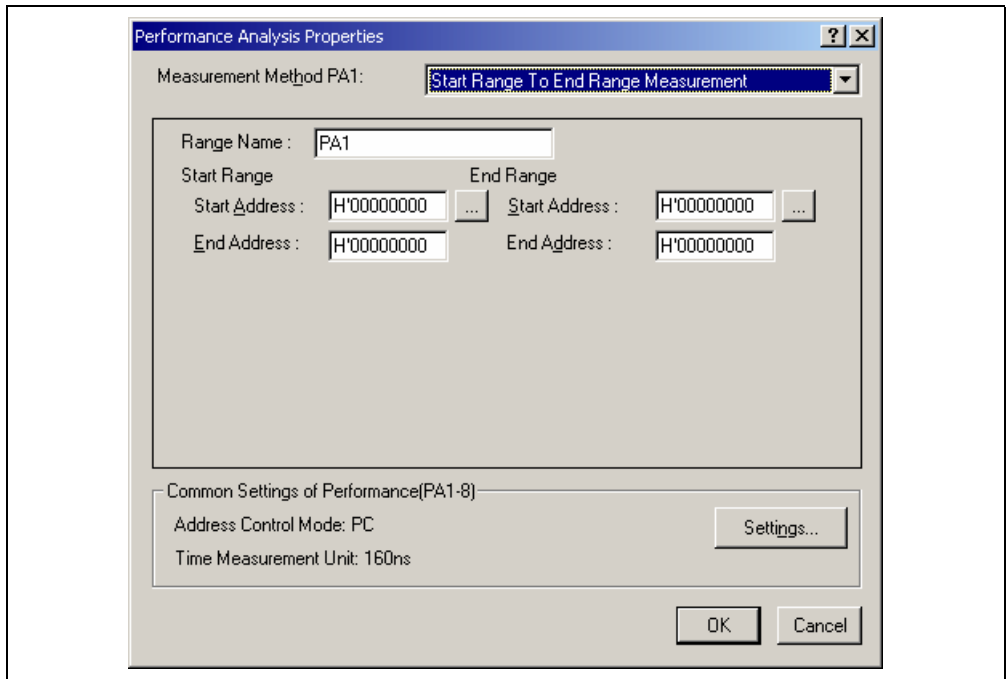 Performance Analysis Properties
Measurement Method PA1: Start Range To End Range Measurement
Range Name : PA1
Start Range End Range
Start Address : H'00000000 ... Start Address : H'00000000 ...
End Address : H'00000000 End Address : H'00000000
Common Settings of Performance(PA1-8)
Address Control Mode: PC
Settings...
Time Measurement Unit: 160ns
OK Cancel